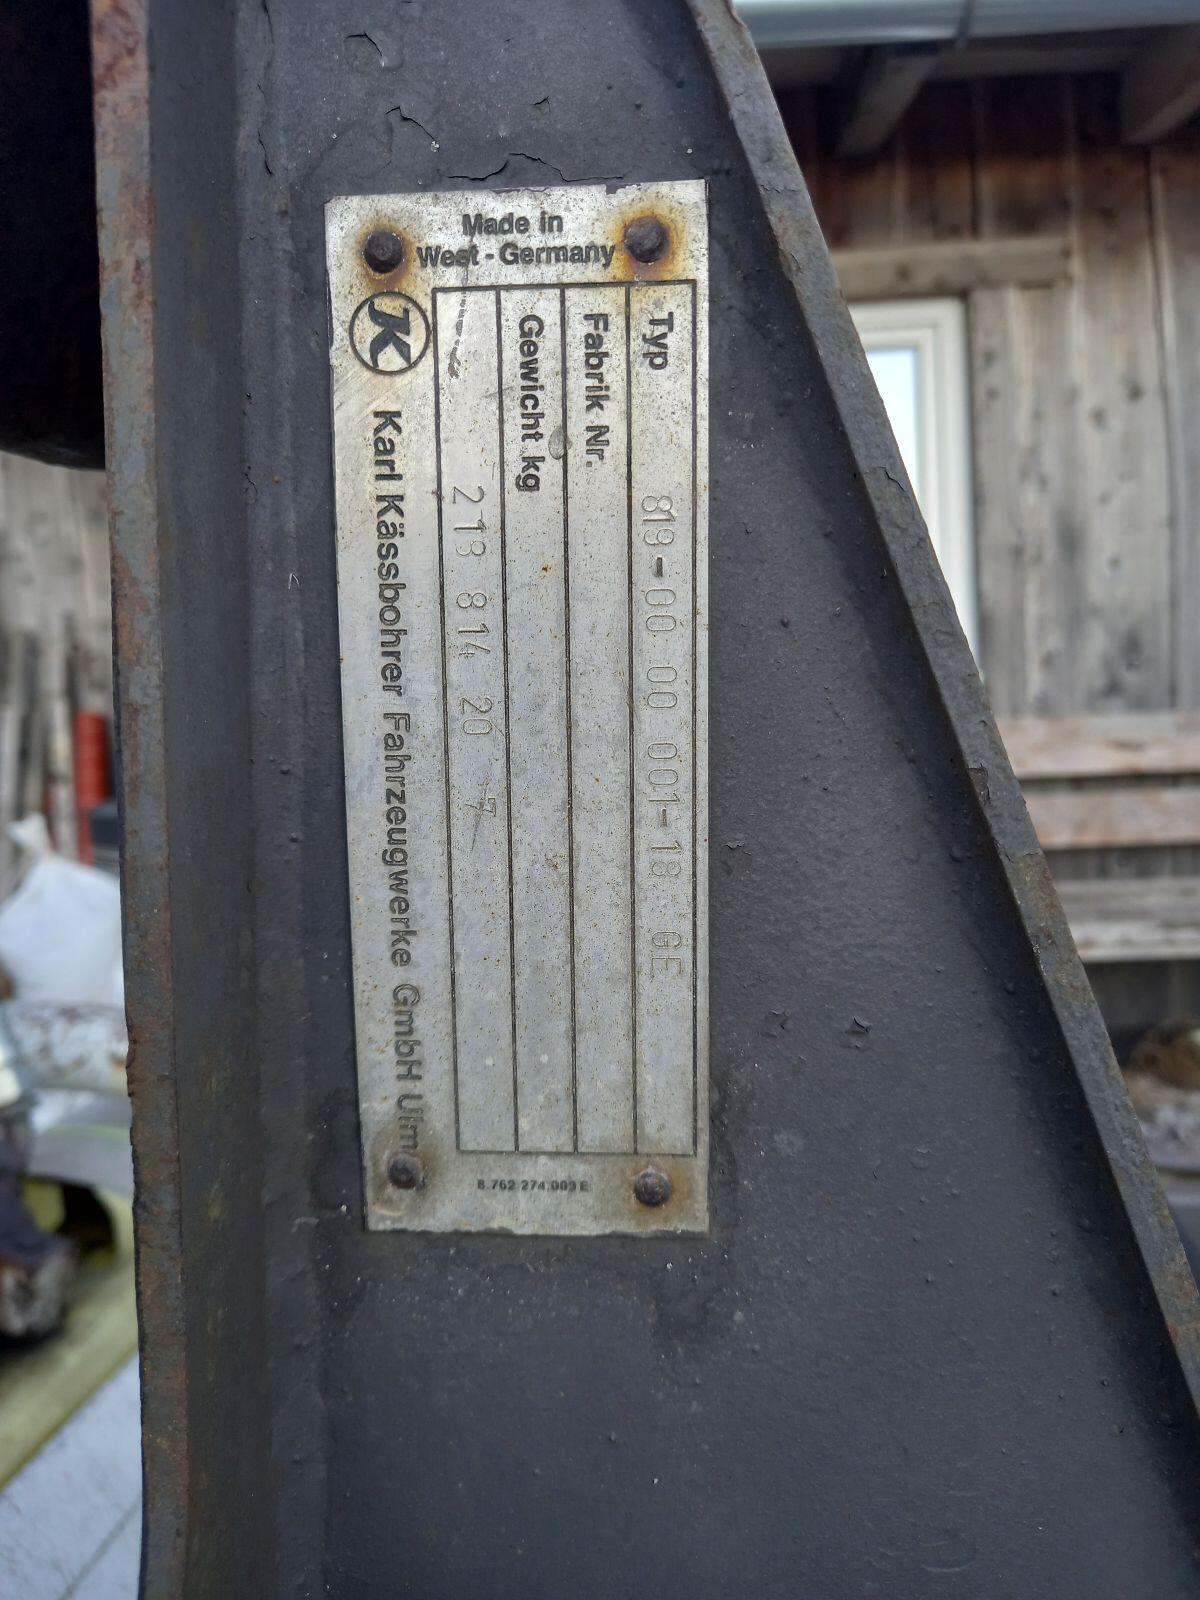 Made in
West - Germany
Typ 819-00 00 001-18 GE
Fabrik Nr.
Gewicht kg
218 814 20 7
K Karl Kässbohrer Fahrzeugwerke GmbH Ulm
8.762 274.003 E